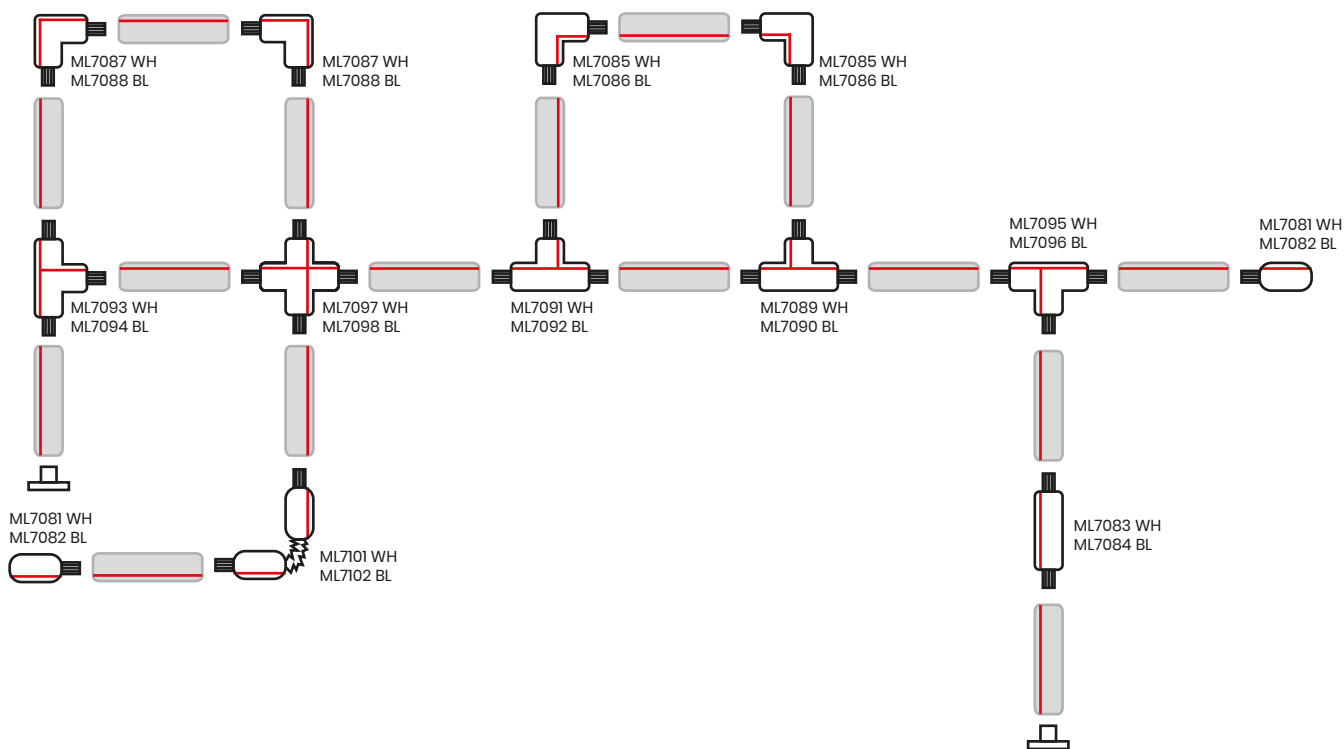 ML7087 WH
ML7088 BL
ML7087 WH
ML7088 BL
ML7085 WH
ML7086 BL
ML7085 WH
ML7086 BL
ML7095 WH
ML7096 BL
ML7081 WH
ML7082 BL
ML7093 WH
ML7094 BL
ML7097 WH
ML7098 BL
ML7091 WH
ML7092 BL
ML7089 WH
ML7090 BL
ML7081 WH
ML7082 BL
ML7101 WH
ML7102 BL
ML7083 WH
ML7084 BL